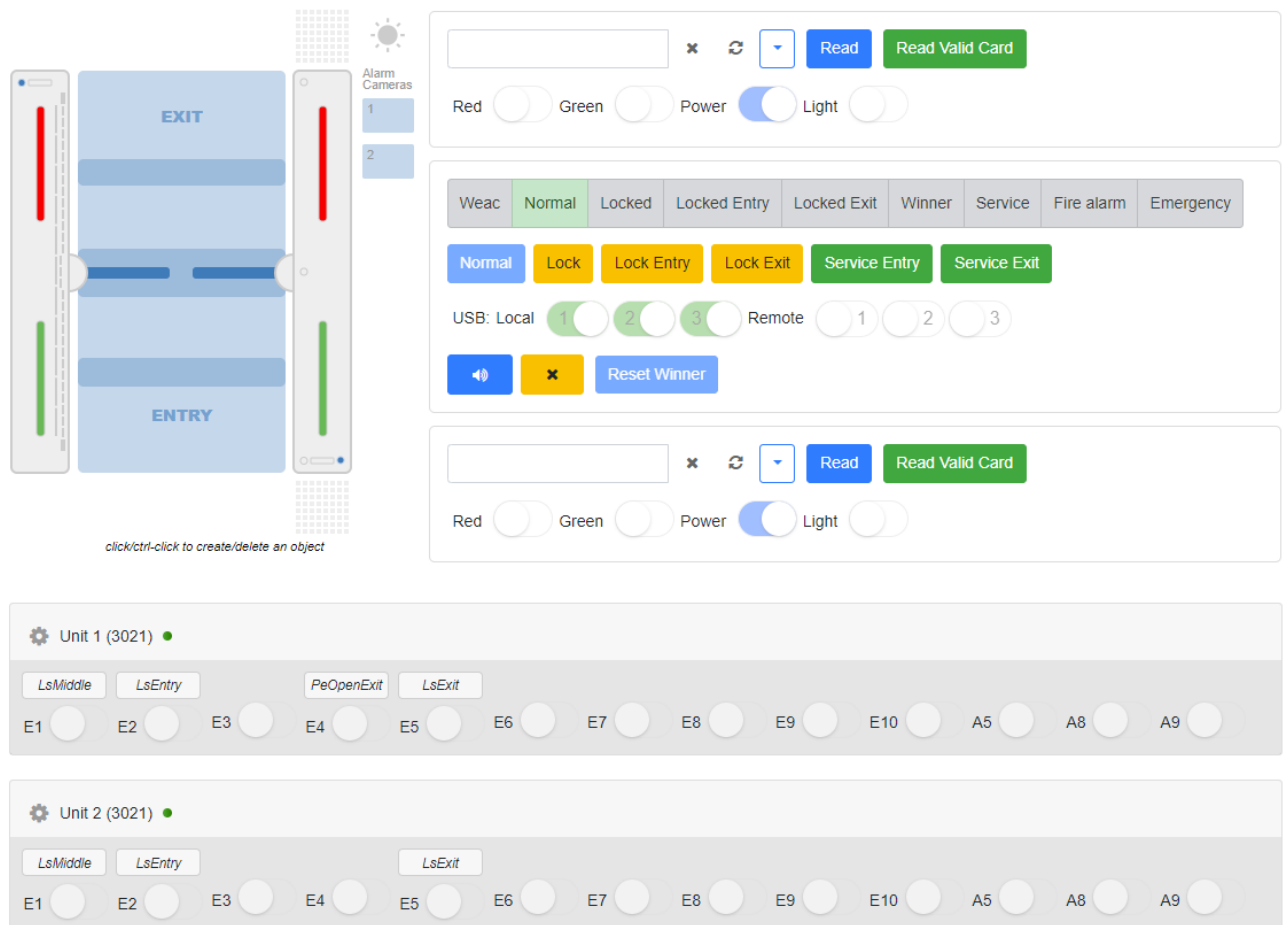 Alarm
Cameras
1
2
EXIT
ENTRY
click/ctrl-click to create/delete an object
Read
Read Valid Card
Red
Green
Power
Light
Weac
Normal
Locked
Locked Entry
Locked Exit
Winner
Service
Fire alarm
Emergency
Normal
Lock
Lock Entry
Lock Exit
Service Entry
Service Exit
USB: Local
1
2
3
Remote
1
2
3
Reset Winner
Read
Read Valid Card
Red
Green
Power
Light
Unit 1 (3021)
LsMiddle
LsEntry
PeOpenExit
LsExit
E1
E2
E3
E4
E5
E6
E7
E8
E9
E10
A5
A8
A9
Unit 2 (3021)
LsMiddle
LsEntry
LsExit
E1
E2
E3
E4
E5
E6
E7
E8
E9
E10
A5
A8
A9